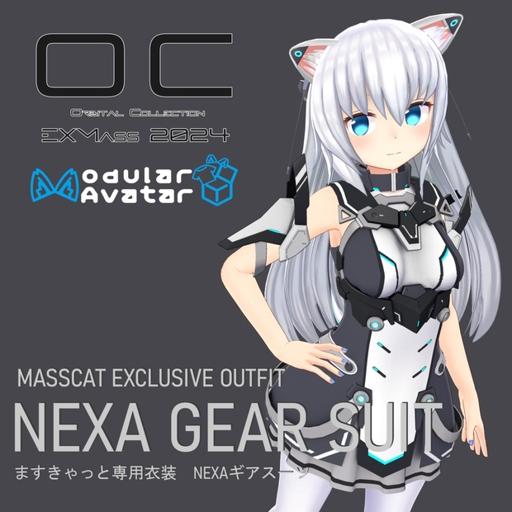 OC
Orbital Collection
EXMass 2024
Modular
Avatar
MASSCAT EXCLUSIVE OUTFIT
NEXA GEAR SUIT
ますきゃっと専用衣装 NEXAギアスーツ